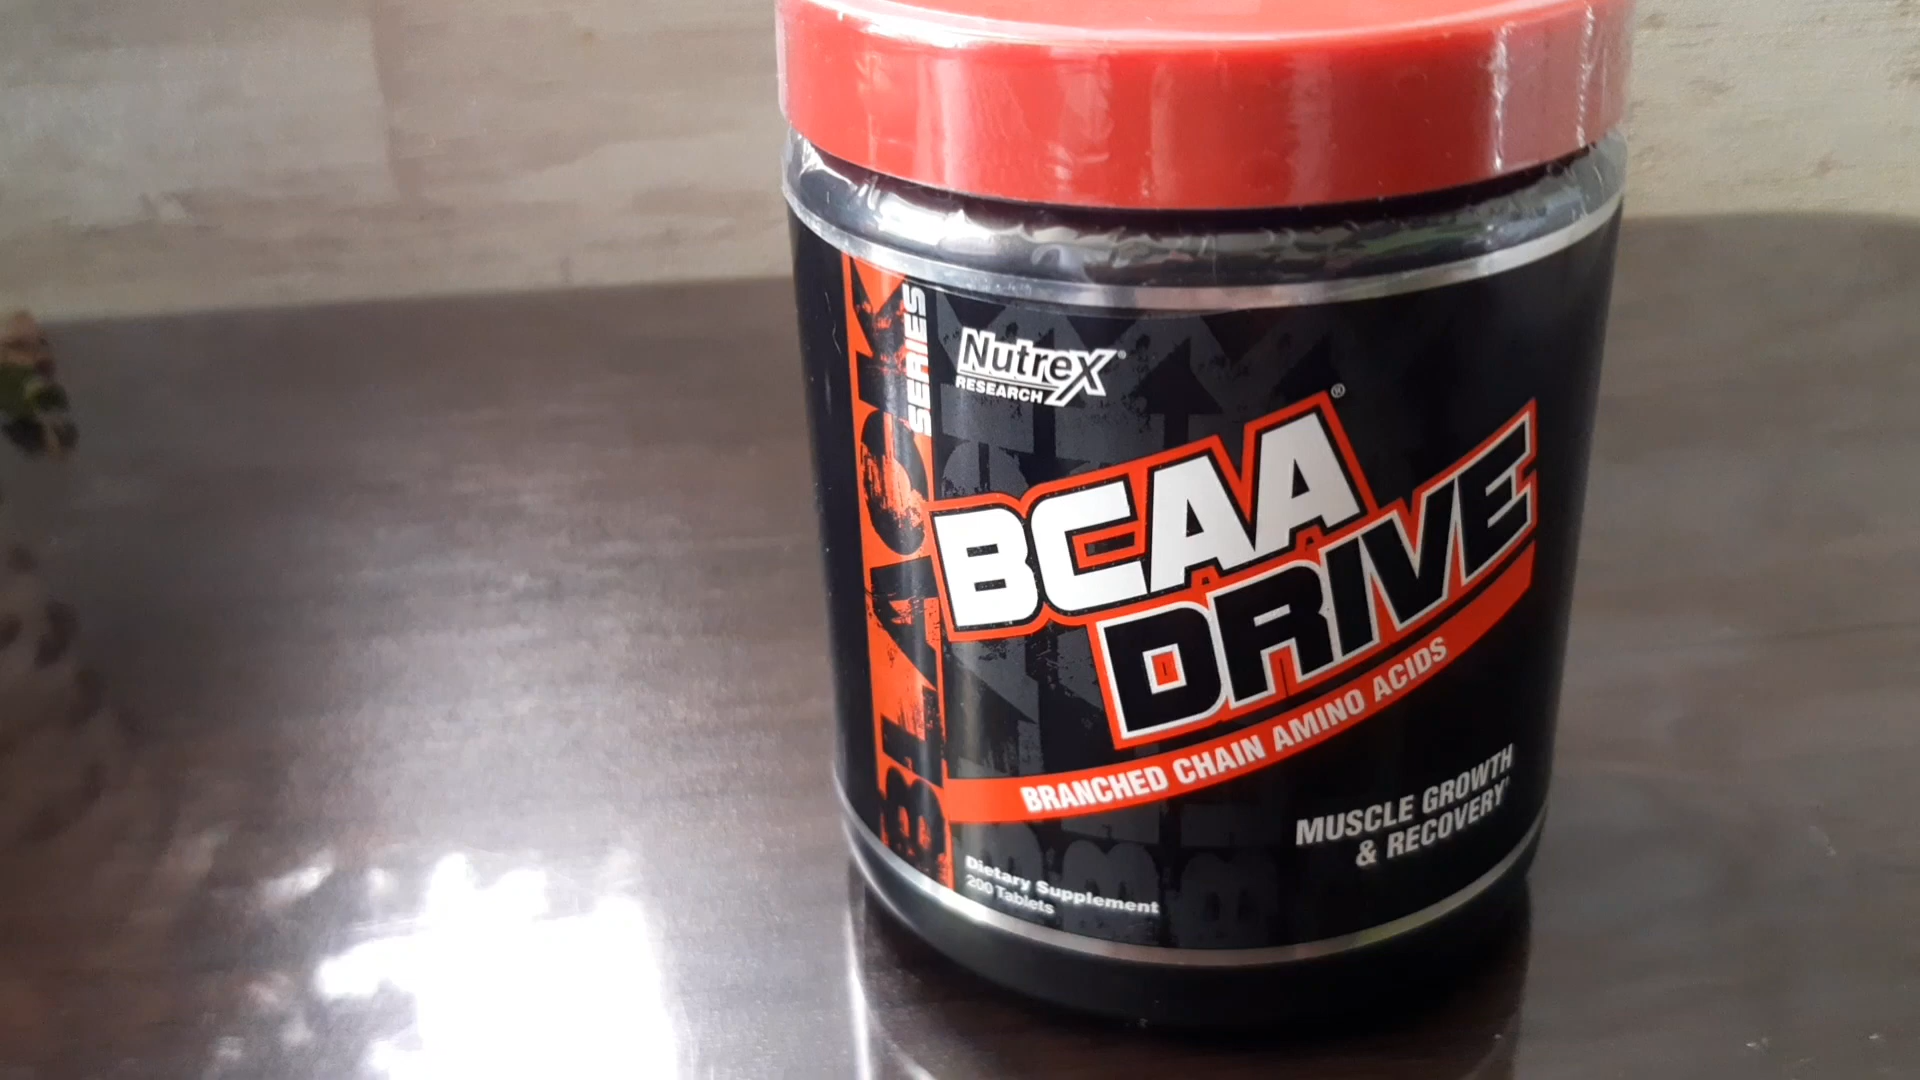 BLACK
SERIES
Nutrex®
RESEARCH
BCAA®
DRIVE
BRANCHED CHAIN AMINO ACIDS
MUSCLE GROWTH
& RECOVERY†
Dietary Supplement
200 Tablets